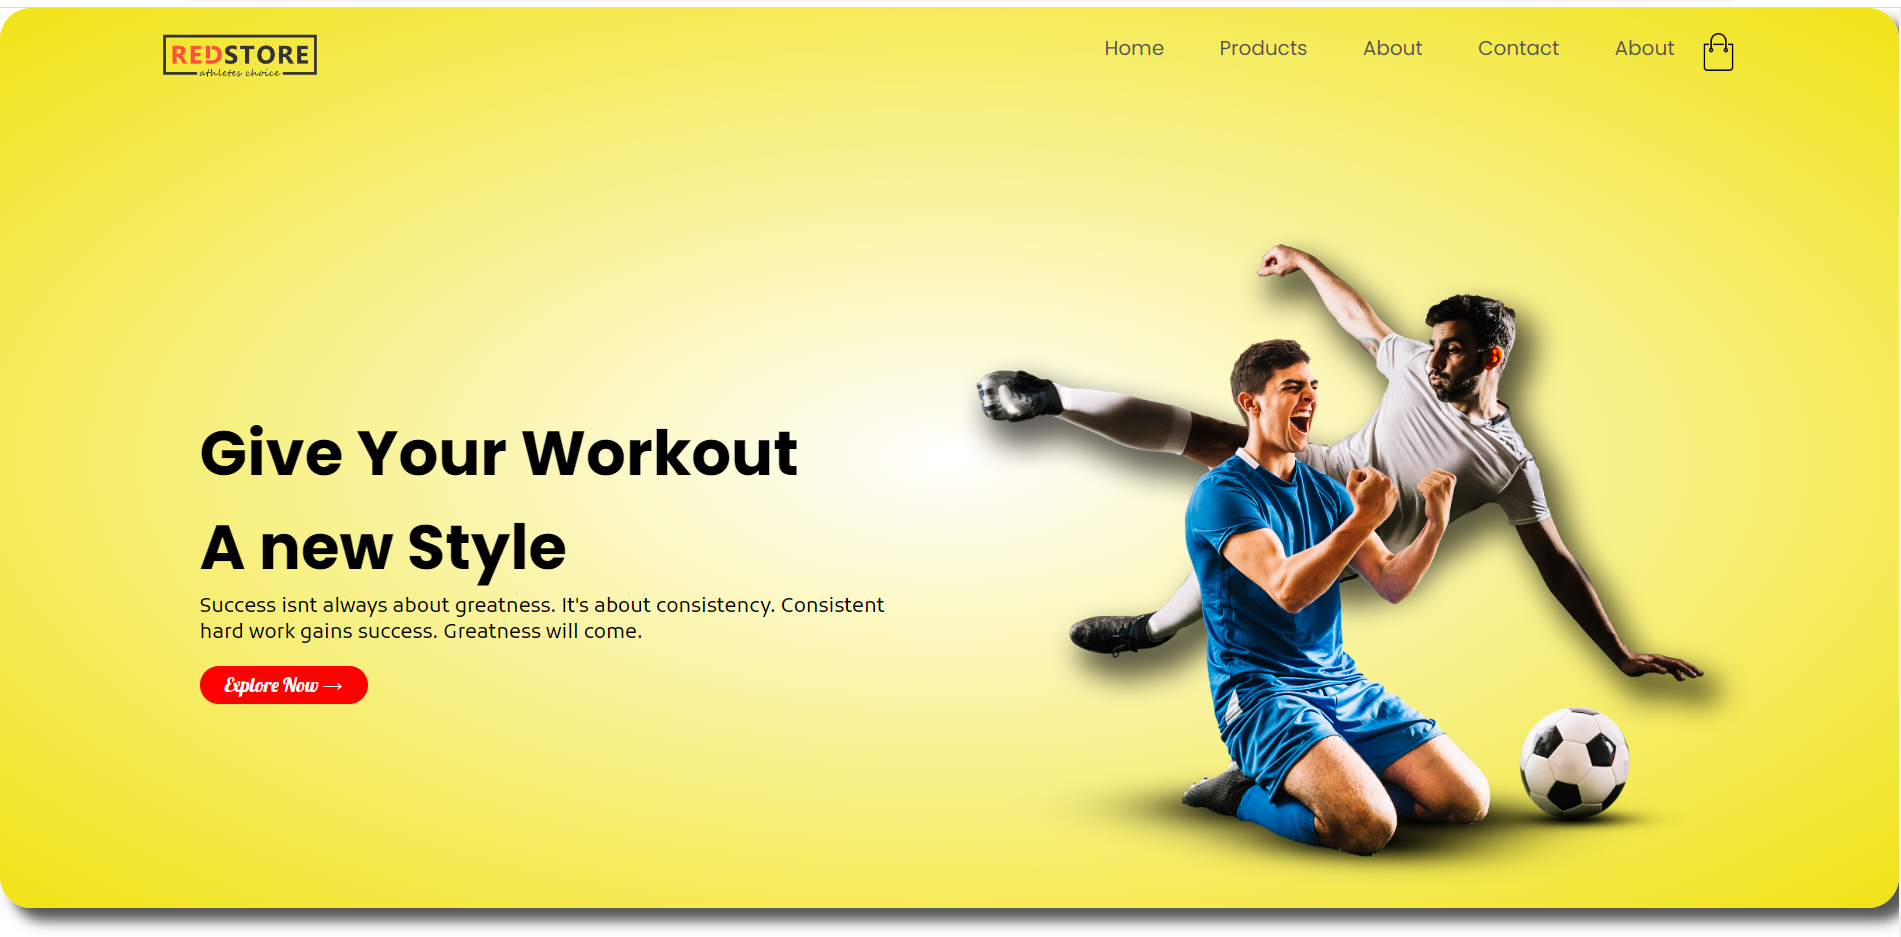 REDSTORE
athletes choice
Home Products About Contact About
Give Your Workout
A new Style
Success isnt always about greatness. It's about consistency. Consistent
hard work gains success. Greatness will come.
Explore Now →